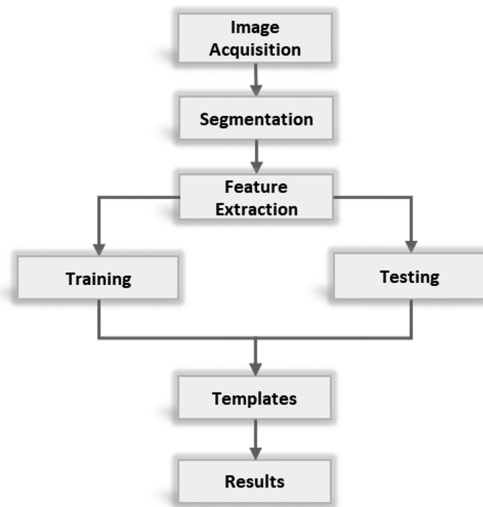 Image
Acquisition
Segmentation
Feature
Extraction
Training
Testing
Templates
Results